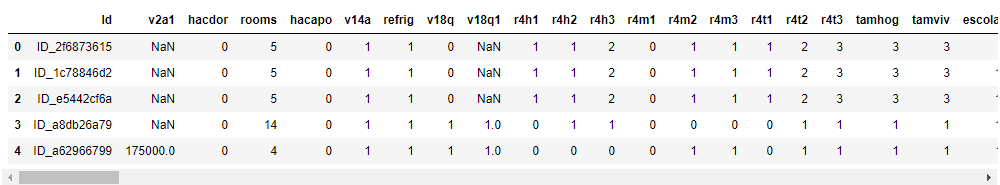 Id v2a1 hacdor rooms hacapo v14a refrig v18q v18q1 r4h1 r4h2 r4h3 r4m1 r4m2 r4m3 r4t1 r4t2 r4t3 tamhog tamviv escola
0 ID_2f6873615 NaN 0 5 0 1 1 0 NaN 1 1 2 0 1 1 1 2 3 3 3
1 ID_1c78846d2 NaN 0 5 0 1 1 0 NaN 1 1 2 0 1 1 1 2 3 3 3
2 ID_e5442cf6a NaN 0 5 0 1 1 0 NaN 1 1 2 0 1 1 1 2 3 3 3
3 ID_a8db26a79 NaN 0 14 0 1 1 1 1.0 0 1 1 0 0 0 0 1 1 1 1
4 ID_a62966799 175000.0 0 4 0 1 1 1 1.0 0 0 0 0 1 1 0 1 1 1 1